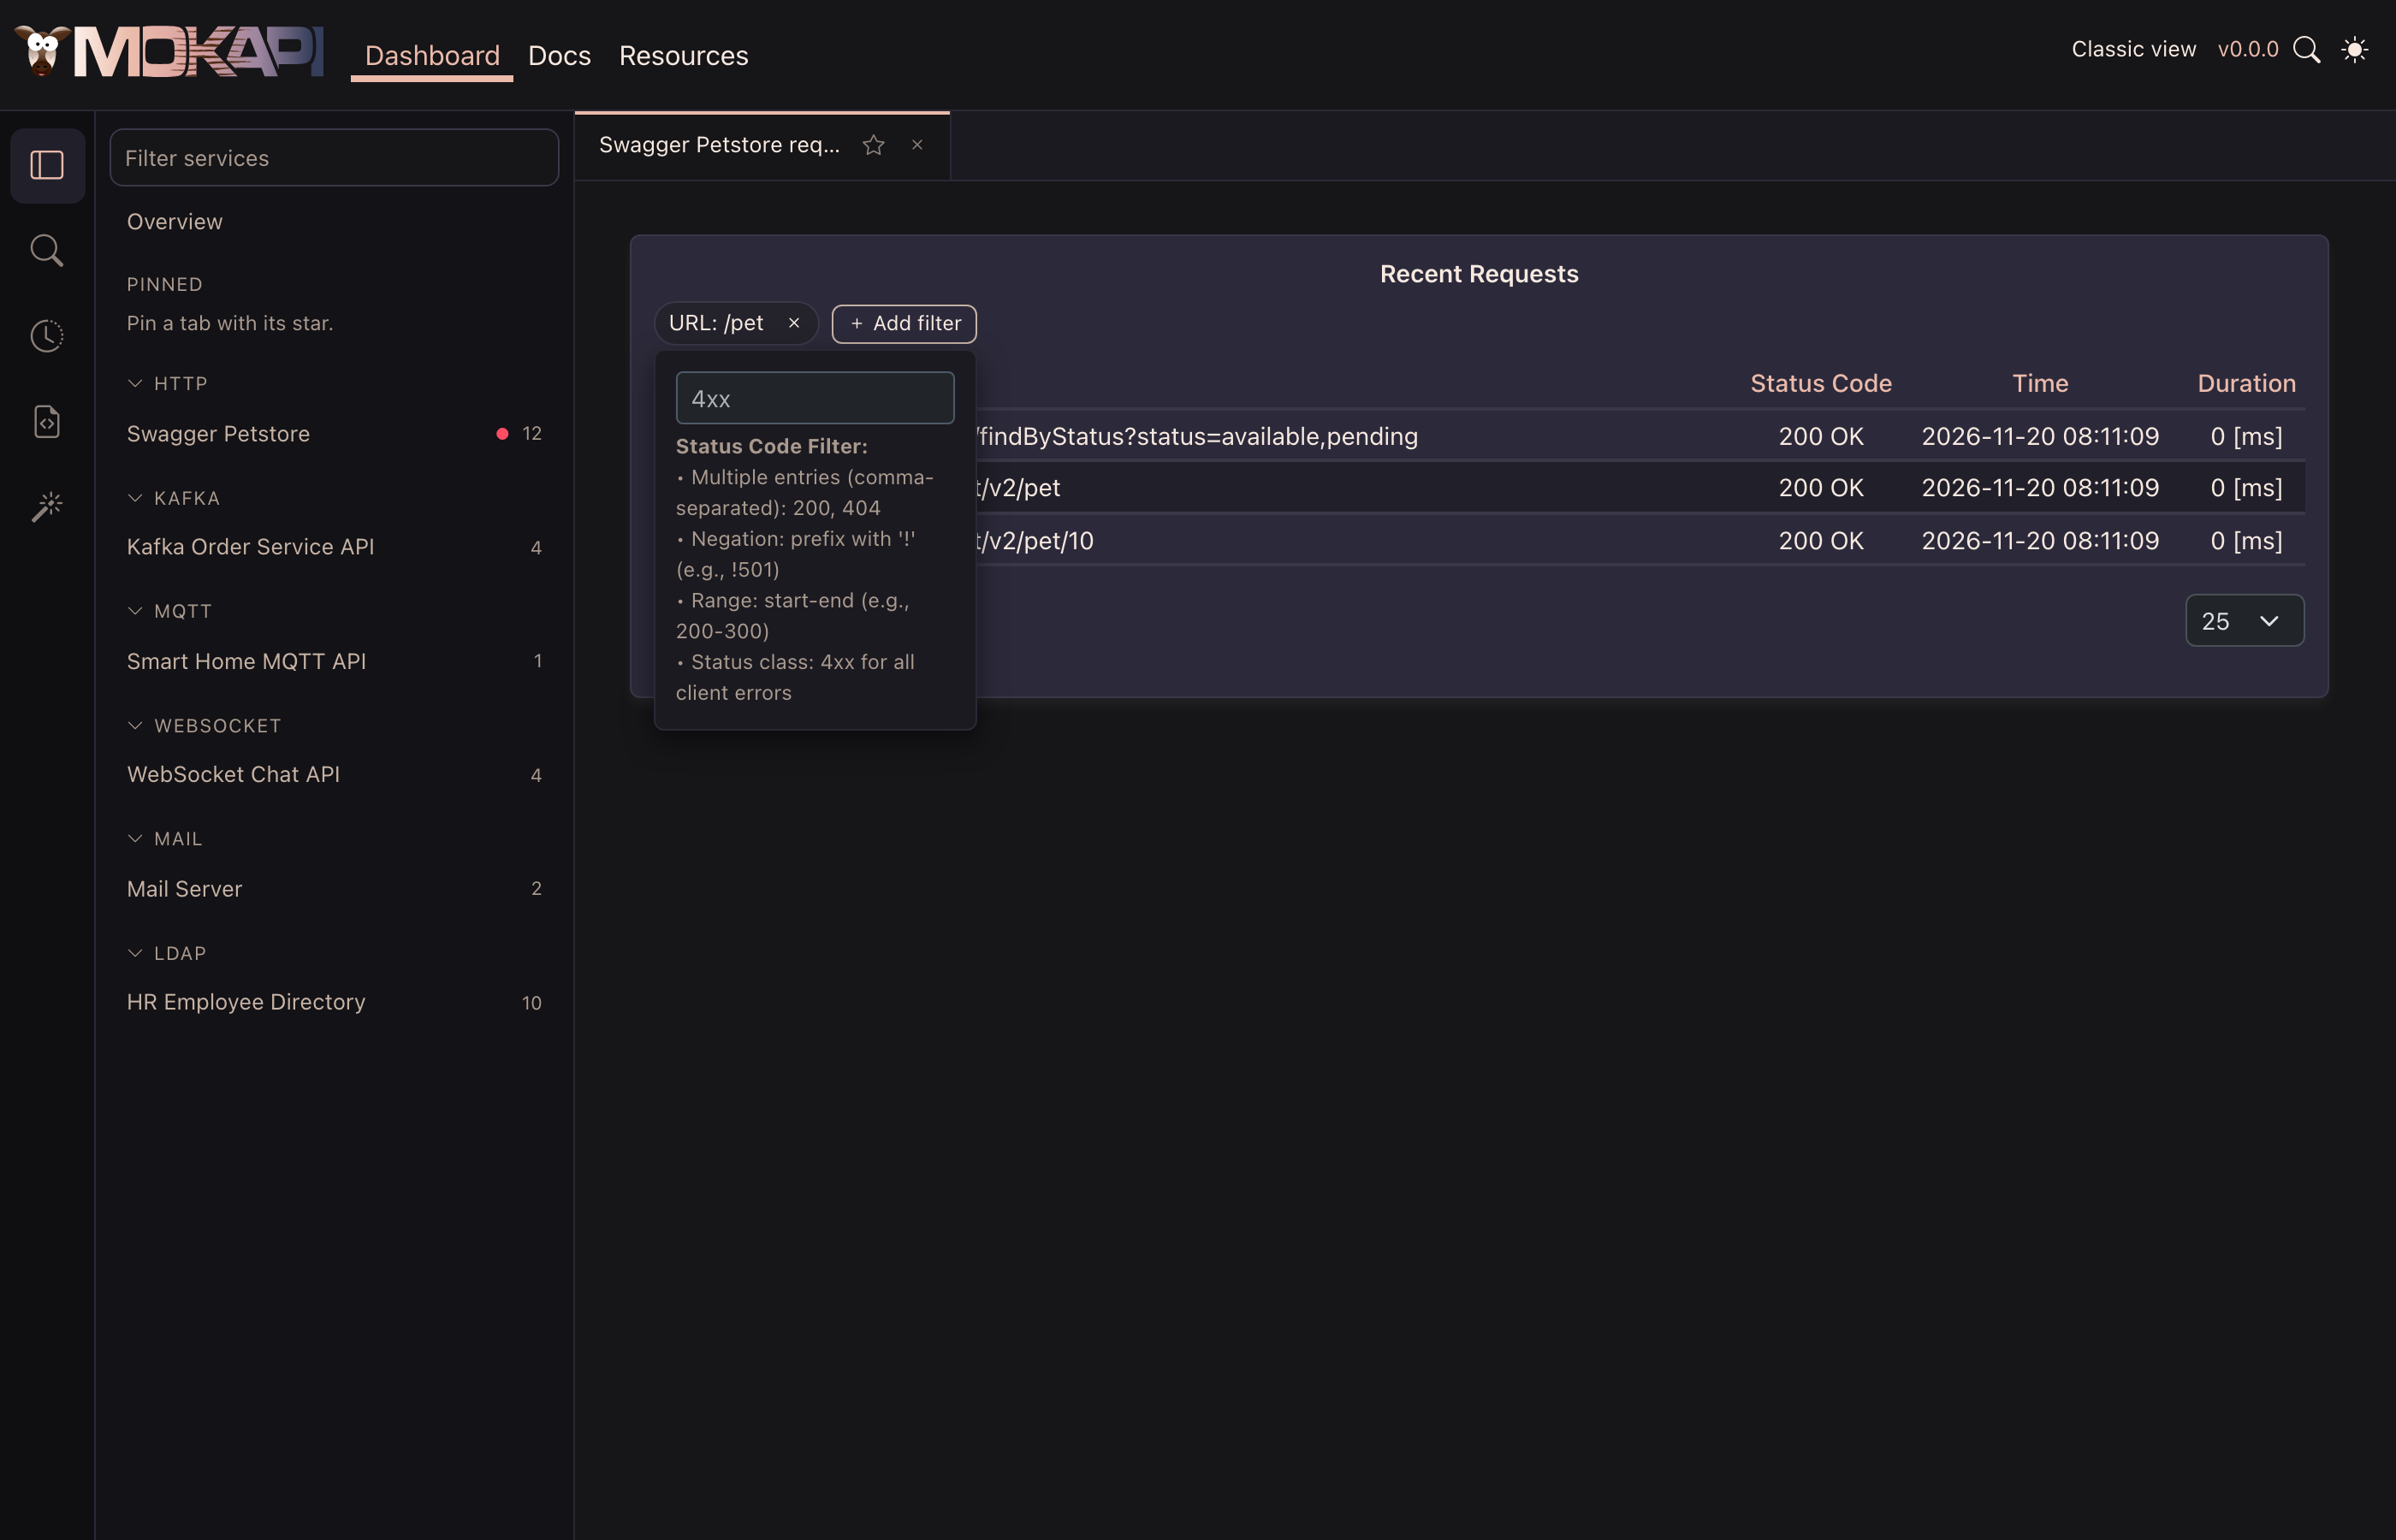 MOKAPI
Dashboard Docs Resources
Classic view v0.0.0
Filter services
Overview
PINNED
Pin a tab with its star.
HTTP
Swagger Petstore 12
KAFKA
Kafka Order Service API 4
MQTT
Smart Home MQTT API 1
WEBSOCKET
WebSocket Chat API 4
MAIL
Mail Server 2
LDAP
HR Employee Directory 10
Swagger Petstore req...
Recent Requests
URL: /pet × + Add filter
4xx
Status Code Filter:
• Multiple entries (comma-
separated): 200, 404
• Negation: prefix with '!'
(e.g., !501)
• Range: start-end (e.g.,
200-300)
• Status class: 4xx for all
client errors
Status Code Time Duration
/findByStatus?status=available,pending 200 OK 2026-11-20 08:11:09 0 [ms]
t/v2/pet 200 OK 2026-11-20 08:11:09 0 [ms]
t/v2/pet/10 200 OK 2026-11-20 08:11:09 0 [ms]
25